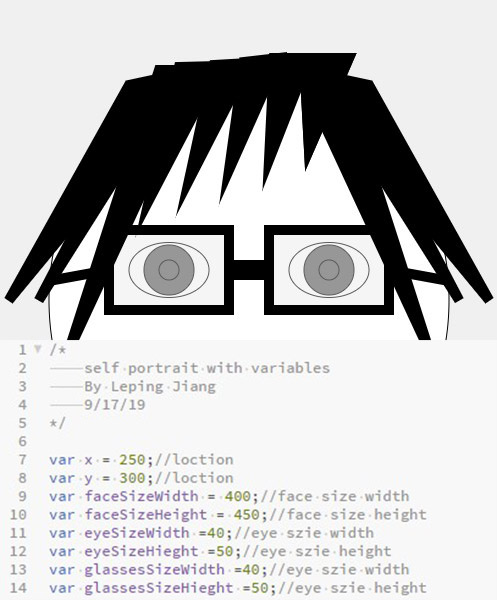 1 /*
2 self portrait with variables
3 By Leping Jiang
4 9/17/19
5 */
6
7 var x = 250;//loction
8 var y = 300;//loction
9 var faceSizeWidth = 400;//face size width
10 var faceSizeHeight = 450;//face size height
11 var eyeSizeWidth =40;//eye szie width
12 var eyeSizeHieght =50;//eye szie height
13 var glassesSizeWidth =40;//eye szie width
14 var glassesSizeHieght =50;//eye szie height